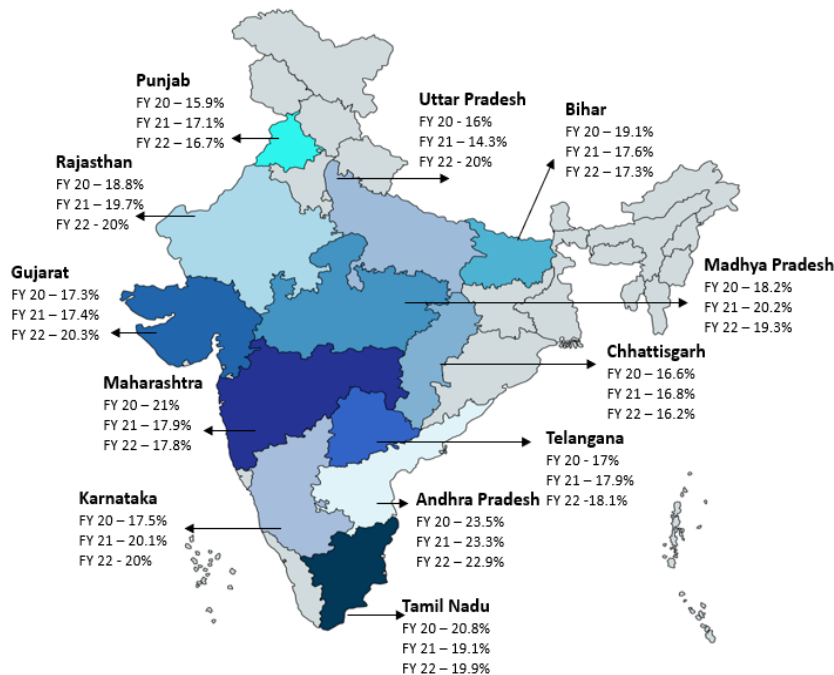 Punjab
FY 20 – 15.9%
FY 21 – 17.1%
FY 22 – 16.7%
Uttar Pradesh
FY 20 - 16%
FY 21 – 14.3%
FY 22 - 20%
Bihar
FY 20 – 19.1%
FY 21 – 17.6%
FY 22 – 17.3%
Rajasthan
FY 20 – 18.8%
FY 21 – 19.7%
FY 22 - 20%
Gujarat
FY 20 – 17.3%
FY 21 – 17.4%
FY 22 – 20.3%
Madhya Pradesh
FY 20 – 18.2%
FY 21 – 20.2%
FY 22 – 19.3%
Chhattisgarh
FY 20 – 16.6%
FY 21 – 16.8%
FY 22 – 16.2%
Maharashtra
FY 20 – 21%
FY 21 – 17.9%
FY 22 – 17.8%
Telangana
FY 20 - 17%
FY 21 – 17.9%
FY 22 -18.1%
Karnataka
FY 20 – 17.5%
FY 21 – 20.1%
FY 22 - 20%
Andhra Pradesh
FY 20 – 23.5%
FY 21 – 23.3%
FY 22 – 22.9%
Tamil Nadu
FY 20 – 20.8%
FY 21 – 19.1%
FY 22 – 19.9%